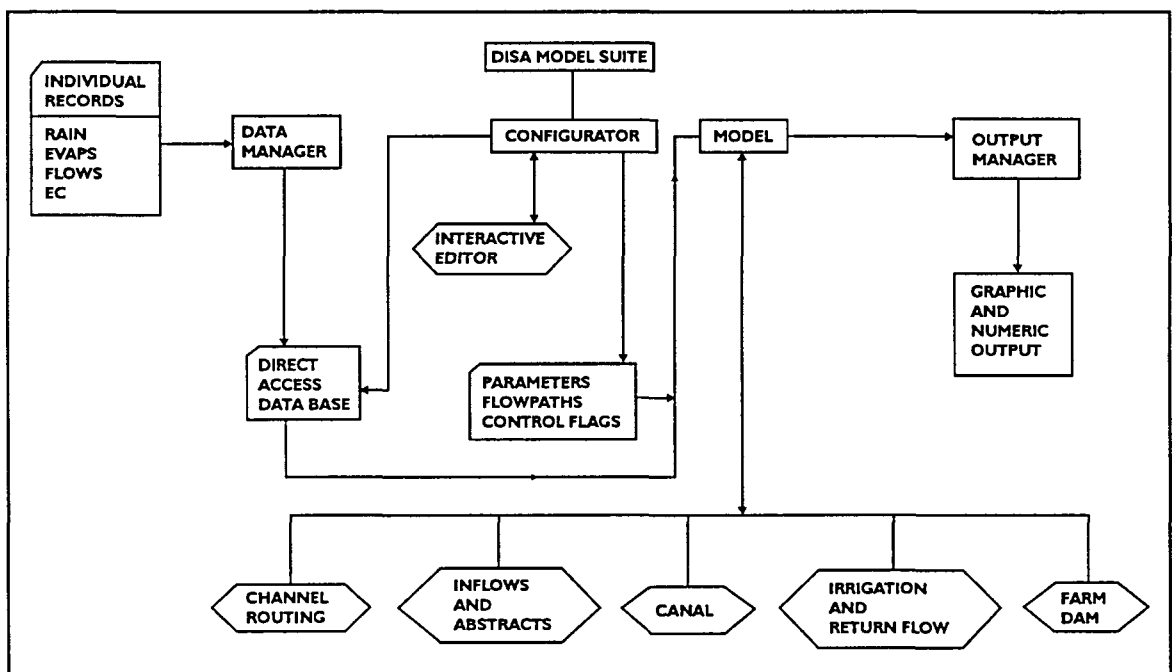 DISA MODEL SUITE
INDIVIDUAL
RECORDS
RAIN
EVAPS
FLOWS
EC
DATA
MANAGER
CONFIGURATOR
MODEL
OUTPUT
MANAGER
INTERACTIVE
EDITOR
GRAPHIC
AND
NUMERIC
OUTPUT
DIRECT
ACCESS
DATA BASE
PARAMETERS
FLOWPATHS
CONTROL FLAGS
CHANNEL
ROUTING
INFLOWS
AND
ABSTRACTS
CANAL
IRRIGATION
AND
RETURN FLOW
FARM
DAM